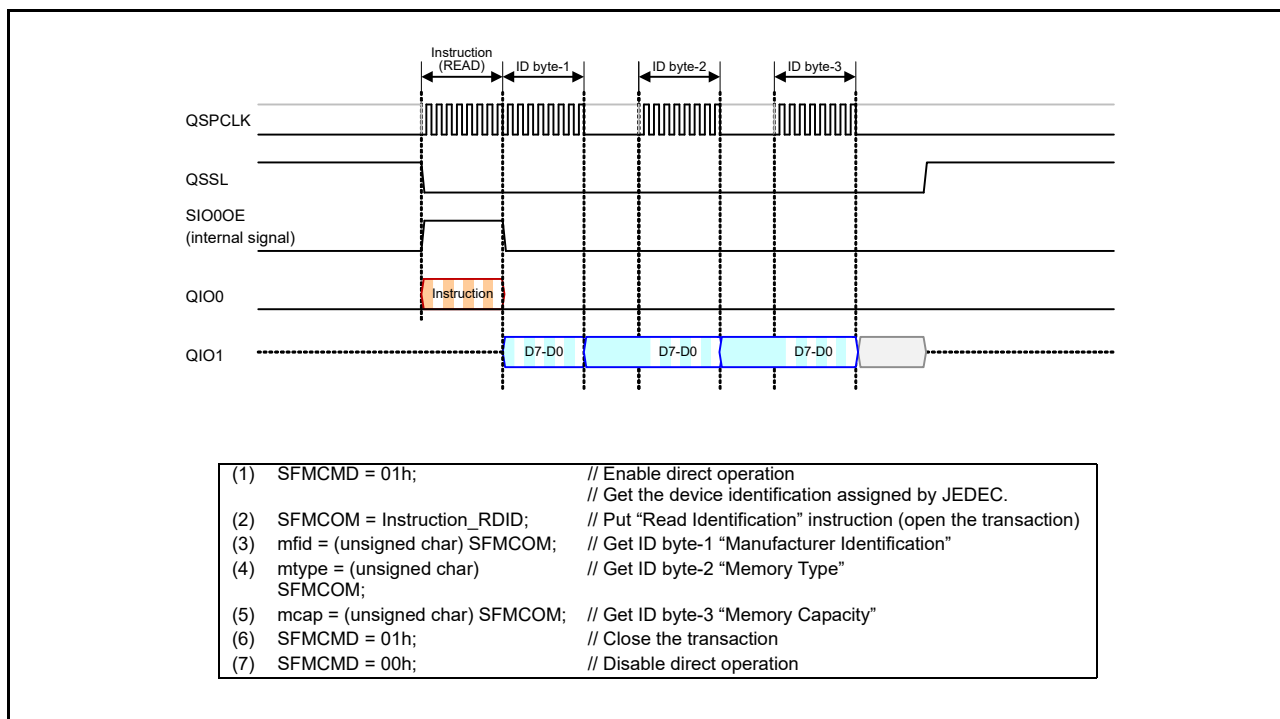 Instruction
(READ)
ID byte-1
ID byte-2
ID byte-3
QSPCLK
QSSL
SIO0OE
(internal signal)
QIO0
Instruction
QIO1
D7-D0
D7-D0
D7-D0
(1) SFMCMD = 01h; // Enable direct operation
// Get the device identification assigned by JEDEC.
(2) SFMCOM = Instruction_RDID; // Put “Read Identification” instruction (open the transaction)
(3) mfid = (unsigned char) SFMCOM; // Get ID byte-1 “Manufacturer Identification”
(4) mtype = (unsigned char) // Get ID byte-2 “Memory Type”
SFMCOM;
(5) mcap = (unsigned char) SFMCOM; // Get ID byte-3 “Memory Capacity”
(6) SFMCMD = 01h; // Close the transaction
(7) SFMCMD = 00h; // Disable direct operation